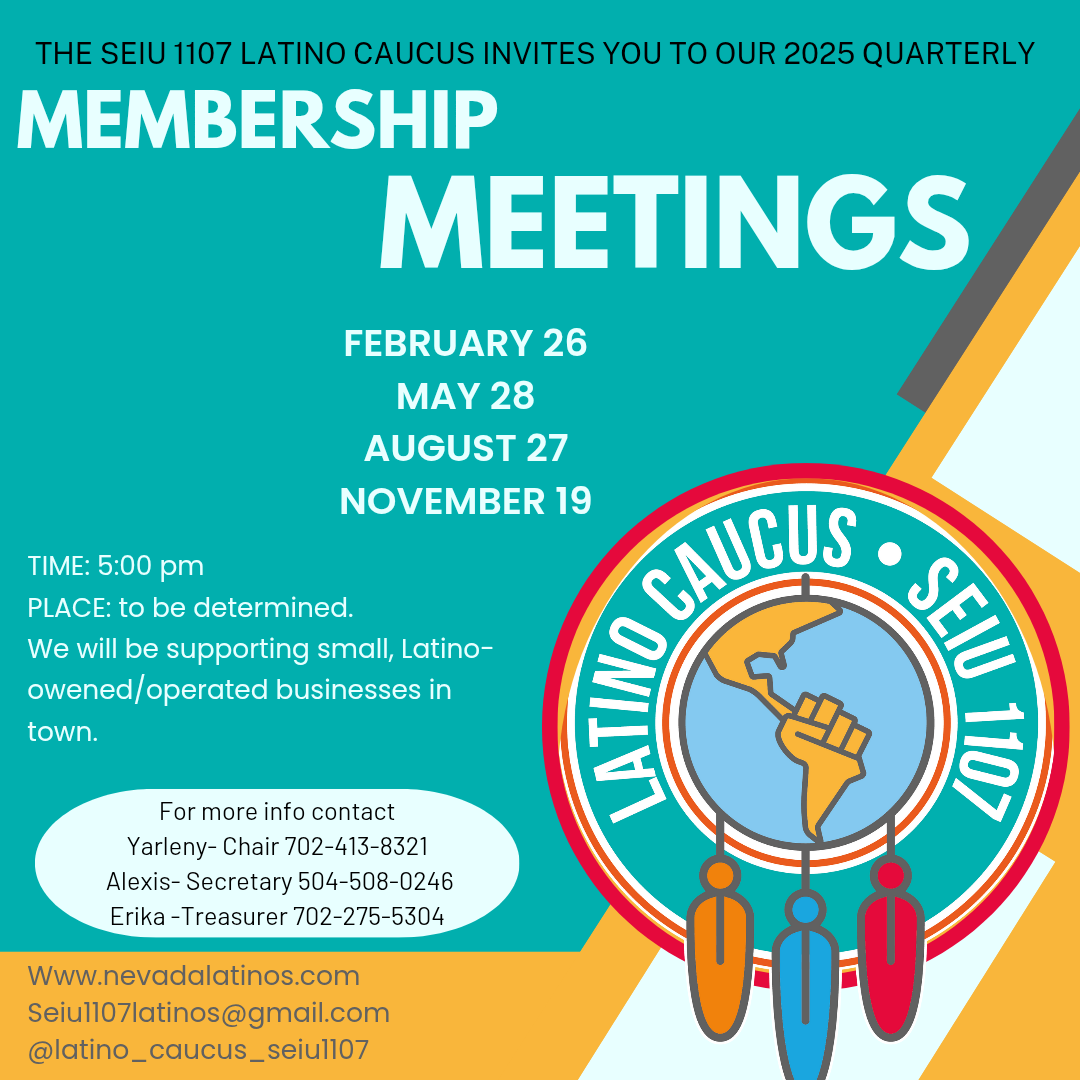 THE SEIU 1107 LATINO CAUCUS INVITES YOU TO OUR 2025 QUARTERLY
MEMBERSHIP
MEETINGS
FEBRUARY 26
MAY 28
AUGUST 27
NOVEMBER 19
TIME: 5:00 pm
PLACE: to be determined.
We will be supporting small, Latino-
owened/operated businesses in
town.
LATINO CAUCUS • SEIU 1107
For more info contact
Yarleny- Chair 702-413-8321
Alexis- Secretary 504-508-0246
Erika -Treasurer 702-275-5304
Www.nevadalatinos.com
Seiu1107latinos@gmail.com
@latino_caucus_seiu1107